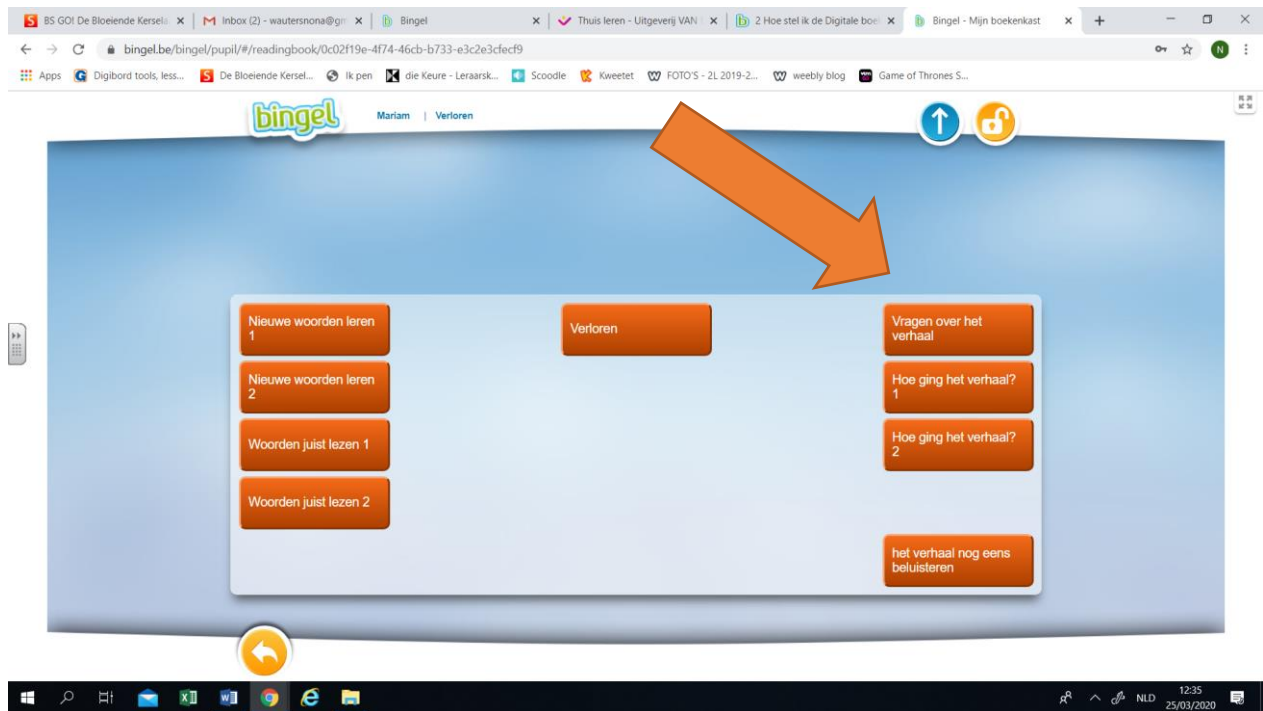 BS GO! De Bloeiende Kersela
Inbox (2) - wautersnona@gm
Bingel
Thuis leren - Uitgeverij VAN
2 Hoe stel ik de Digitale boe
Bingel - Mijn boekenkast
bingel.be/bingel/pupil/#/readingbook/0c02f19e-4f74-46cb-b733-e3c2e3cfecf9
N
Apps
Digibord tools, less...
De Bloeiende Kersel...
Ik pen
die Keure - Leraarsk...
Scoodle
Kweetet
FOTO'S - 2L 2019-2...
weebly blog
Game of Thrones S...
bingel
Mariam | Verloren
Nieuwe woorden leren
1
Nieuwe woorden leren
2
Woorden juist lezen 1
Woorden juist lezen 2
Verloren
Vragen over het
verhaal
Hoe ging het verhaal?
1
Hoe ging het verhaal?
2
het verhaal nog eens
beluisteren
NLD
12:35
25/03/2020